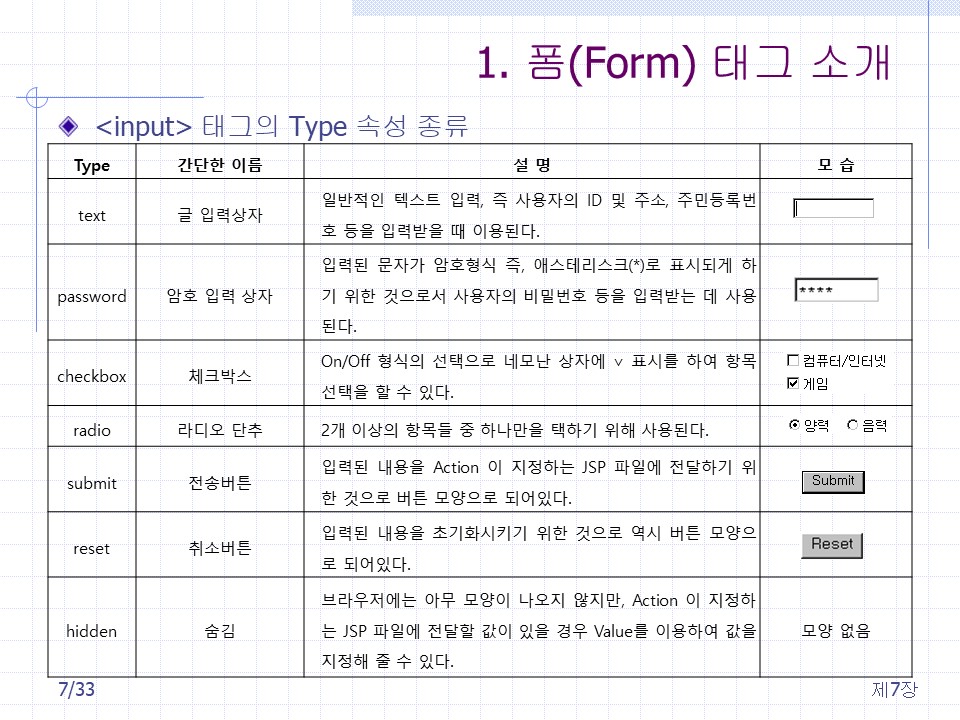 1. 폼(Form) 태그 소개
<input> 태그의 Type 속성 종류
Type 간단한 이름 설 명 모 습
text 글 입력상자 일반적인 텍스트 입력, 즉 사용자의 ID 및 주소, 주민등록번
호 등을 입력받을 때 이용된다.
password 암호 입력 상자 입력된 문자가 암호형식 즉, 애스테리스크(*)로 표시되게 하
기 위한 것으로서 사용자의 비밀번호 등을 입력받는 데 사용
된다.
****
checkbox 체크박스 On/Off 형식의 선택으로 네모난 상자에 ∨ 표시를 하여 항목
선택을 할 수 있다.
컴퓨터/인터넷
게임
radio 라디오 단추 2개 이상의 항목들 중 하나만을 택하기 위해 사용된다. 양력 음력
submit 전송버튼 입력된 내용을 Action 이 지정하는 JSP 파일에 전달하기 위
한 것으로 버튼 모양으로 되어있다.
Submit
reset 취소버튼 입력된 내용을 초기화시키기 위한 것으로 역시 버튼 모양으
로 되어있다.
Reset
hidden 숨김 브라우저에는 아무 모양이 나오지 않지만, Action 이 지정하
는 JSP 파일에 전달할 값이 있을 경우 Value를 이용하여 값을
지정해 줄 수 있다.
모양 없음
7/33 제7장